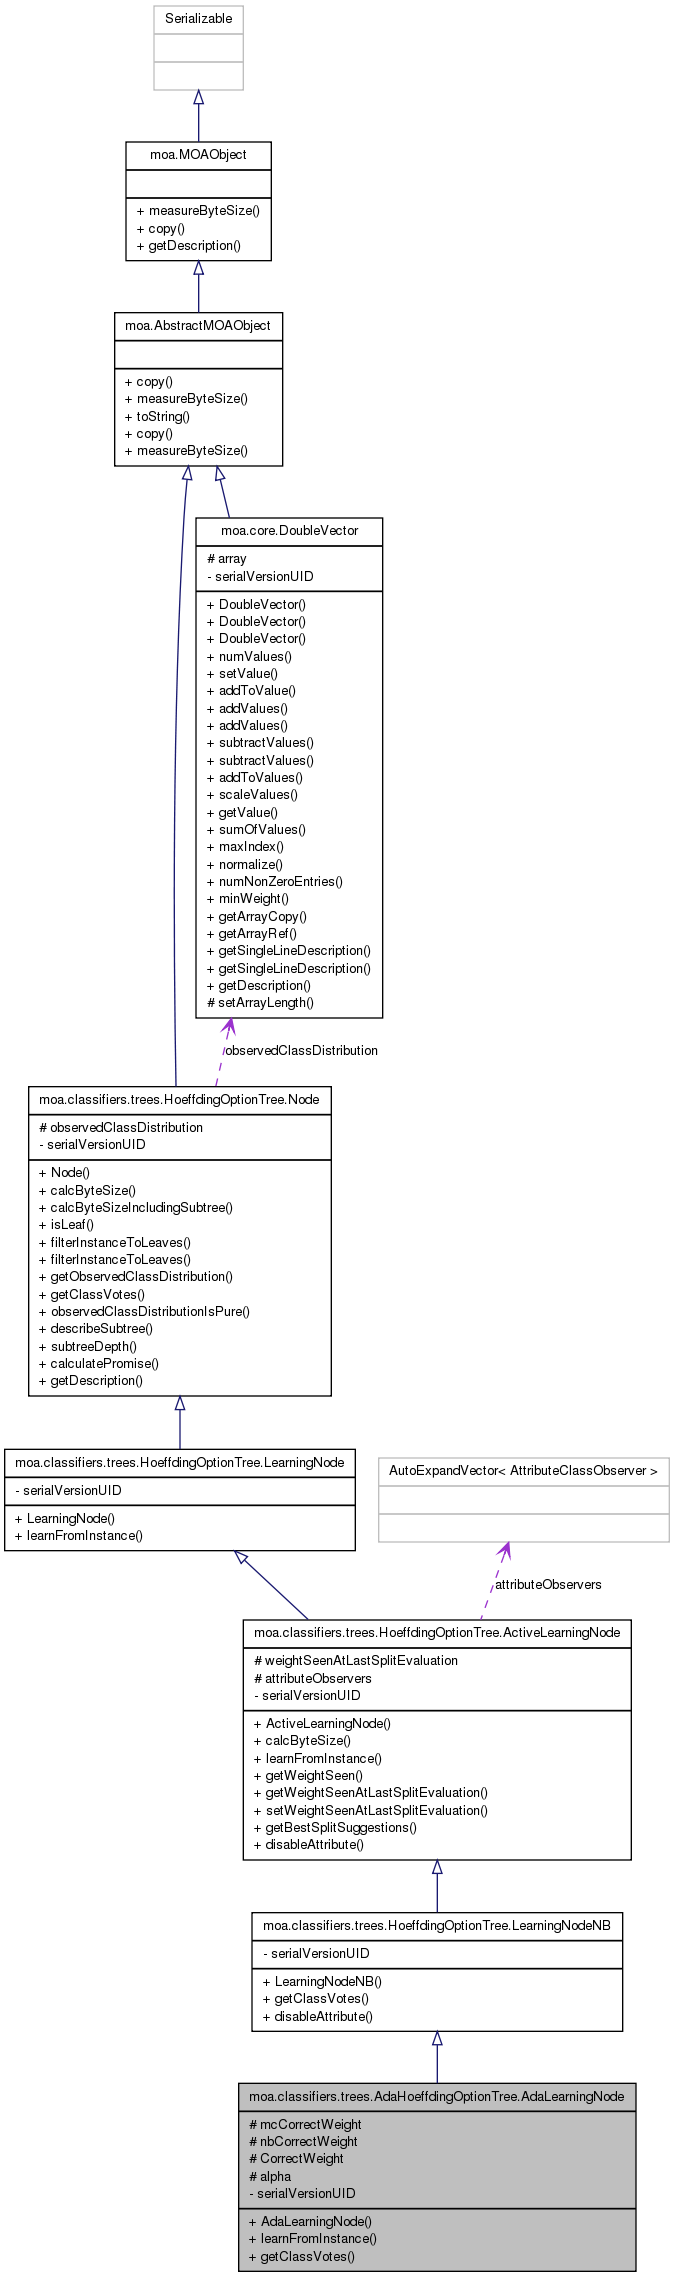 Serializable
moa.MOAObject
+ measureByteSize()
+ copy()
+ getDescription()
moa.AbstractMOAObject
+ copy()
+ measureByteSize()
+ toString()
+ copy()
+ measureByteSize()
moa.core.DoubleVector
# array
- serialVersionUID
+ DoubleVector()
+ DoubleVector()
+ DoubleVector()
+ numValues()
+ setValue()
+ addToValue()
+ addValues()
+ addValues()
+ subtractValues()
+ subtractValues()
+ addToValues()
+ scaleValues()
+ getValue()
+ sumOfValues()
+ maxIndex()
+ normalize()
+ numNonZeroEntries()
+ minWeight()
+ getArrayCopy()
+ getArrayRef()
+ getSingleLineDescription()
+ getSingleLineDescription()
+ getDescription()
# setArrayLength()
observedClassDistribution
moa.classifiers.trees.HoeffdingOptionTree.Node
# observedClassDistribution
- serialVersionUID
+ Node()
+ calcByteSize()
+ calcByteSizeIncludingSubtree()
+ isLeaf()
+ filterInstanceToLeaves()
+ filterInstanceToLeaves()
+ getObservedClassDistribution()
+ getClassVotes()
+ observedClassDistributionIsPure()
+ describeSubtree()
+ subtreeDepth()
+ calculatePromise()
+ getDescription()
moa.classifiers.trees.HoeffdingOptionTree.LearningNode
- serialVersionUID
+ LearningNode()
+ learnFromInstance()
AutoExpandVector< AttributeClassObserver >
attributeObservers
moa.classifiers.trees.HoeffdingOptionTree.ActiveLearningNode
# weightSeenAtLastSplitEvaluation
# attributeObservers
- serialVersionUID
+ ActiveLearningNode()
+ calcByteSize()
+ learnFromInstance()
+ getWeightSeen()
+ getWeightSeenAtLastSplitEvaluation()
+ setWeightSeenAtLastSplitEvaluation()
+ getBestSplitSuggestions()
+ disableAttribute()
moa.classifiers.trees.HoeffdingOptionTree.LearningNodeNB
- serialVersionUID
+ LearningNodeNB()
+ getClassVotes()
+ disableAttribute()
moa.classifiers.trees.AdaHoeffdingOptionTree.AdaLearningNode
# mcCorrectWeight
# nbCorrectWeight
# CorrectWeight
# alpha
- serialVersionUID
+ AdaLearningNode()
+ learnFromInstance()
+ getClassVotes()